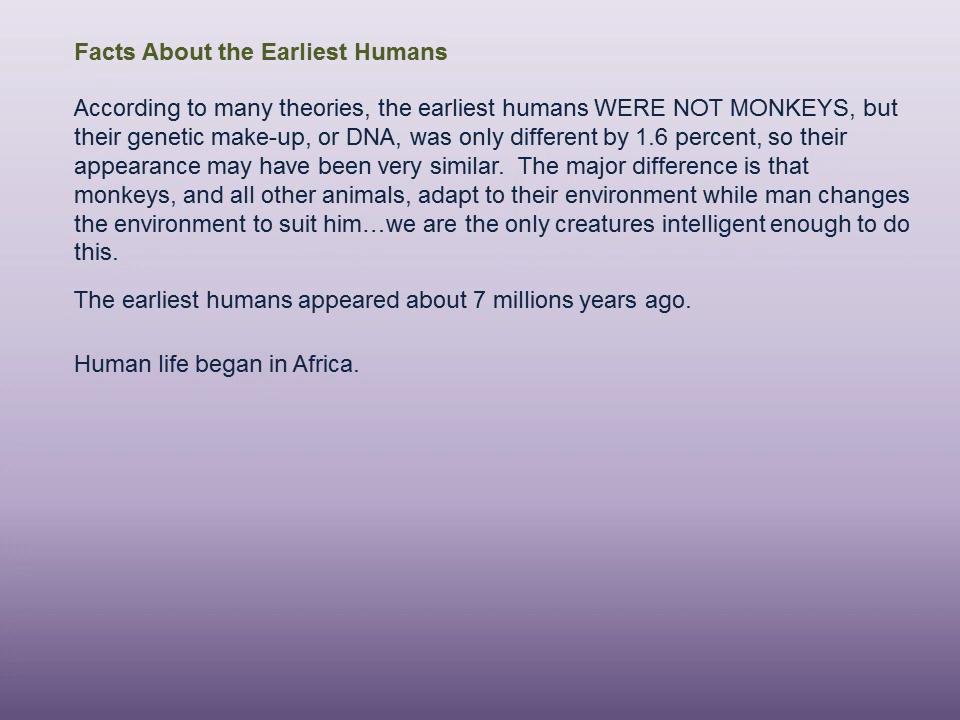 Facts About the Earliest Humans
According to many theories, the earliest humans WERE NOT MONKEYS, but
their genetic make-up, or DNA, was only different by 1.6 percent, so their
appearance may have been very similar.  The major difference is that
monkeys, and all other animals, adapt to their environment while man changes
the environment to suit him…we are the only creatures intelligent enough to do
this.
The earliest humans appeared about 7 millions years ago.
Human life began in Africa.